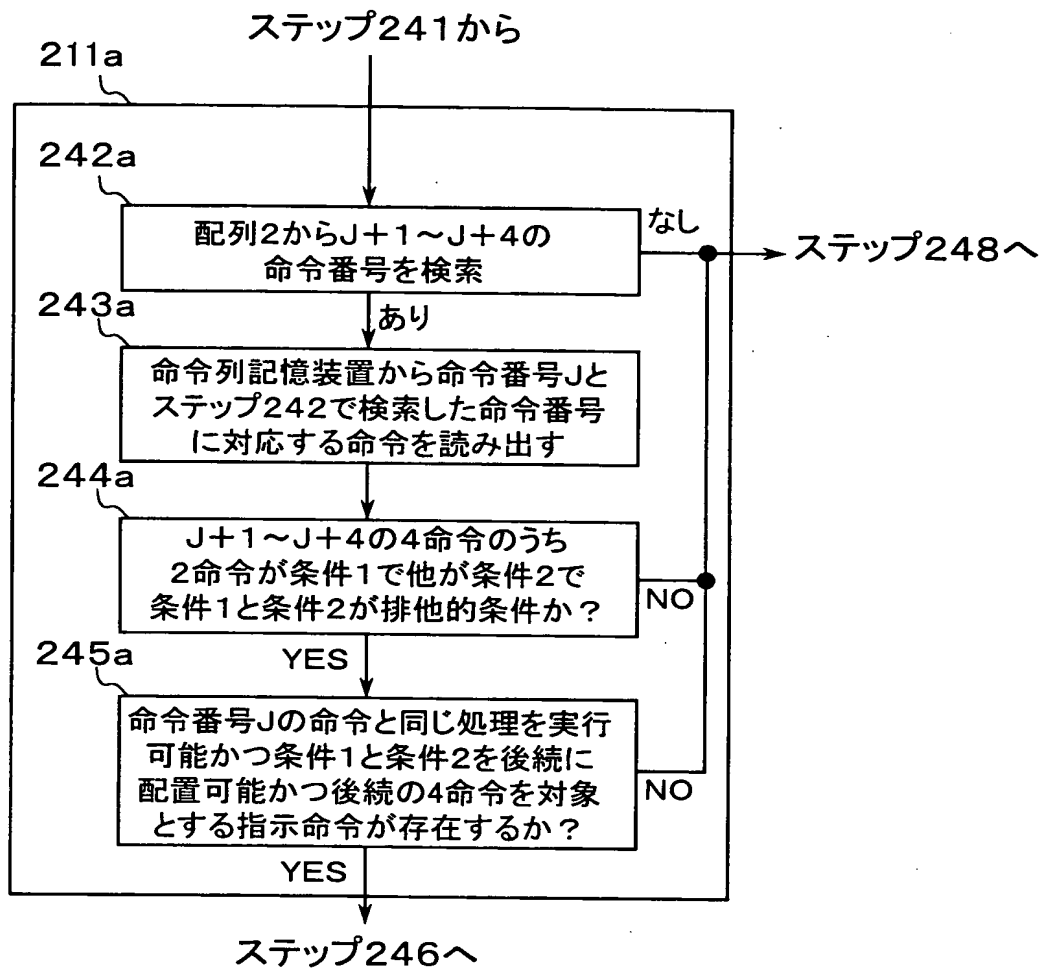 ステップ241から
211a
242a
配列2からJ+1～J+4の
命令番号を検索
なし
ステップ248へ
あり
243a
命令列記憶装置から命令番号Jと
ステップ242で検索した命令番号
に対応する命令を読み出す
244a
J+1～J+4の4命令のうち
2命令が条件1で他が条件2で
条件1と条件2が排他的条件か？
NO
YES
245a
命令番号Jの命令と同じ処理を実行
可能かつ条件1と条件2を後続に
配置可能かつ後続の4命令を対象
とする指示命令が存在するか？
NO
YES
ステップ246へ